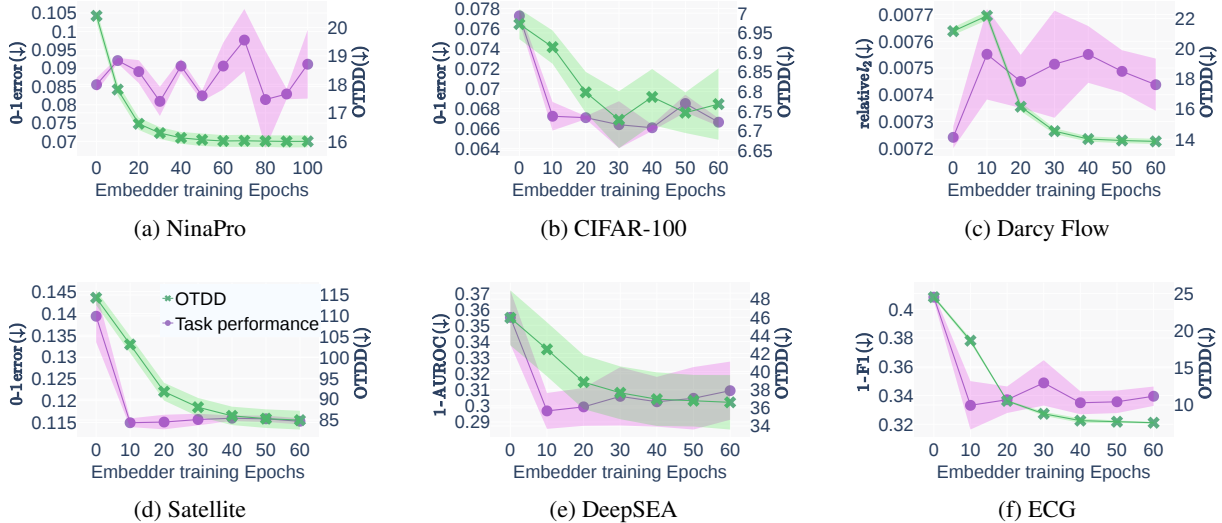 0-1error(↓)
0.105
0.1
0.095
0.09
0.085
0.08
0.075
0.07
20
19
18
17
16
OTDD(↓)
0 20 40 60 80 100
Embedder training Epochs
(a) NinaPro
0-1error(↓)
0.078
0.076
0.074
0.072
0.070
0.068
0.066
0.064
7
6.95
6.9
6.85
6.8
6.75
6.7
6.65
OTDD(↓)
0 10 20 30 40 50 60
Embedder training Epochs
(b) CIFAR-100
relative l₂(↓)
0.0077
0.0076
0.0075
0.0074
0.0073
0.0072
22
20
18
16
14
OTDD(↓)
0 10 20 30 40 50 60
Embedder training Epochs
(c) Darcy Flow
0-1error(↓)
0.145
0.14
0.135
0.13
0.125
0.12
0.115
OTDD
Task performance
115
110
105
100
95
90
85
OTDD(↓)
0 10 20 30 40 50 60
Embedder training Epochs
(d) Satellite
1-AUROC(↓)
0.37
0.36
0.35
0.34
0.33
0.32
0.31
0.3
0.29
48
46
44
42
40
38
36
34
OTDD(↓)
0 10 20 30 40 50 60
Embedder training Epochs
(e) DeepSEA
1-F1(↓)
0.4
0.38
0.36
0.34
0.32
25
20
15
10
OTDD(↓)
0 10 20 30 40 50 60
Embedder training Epochs
(f) ECG